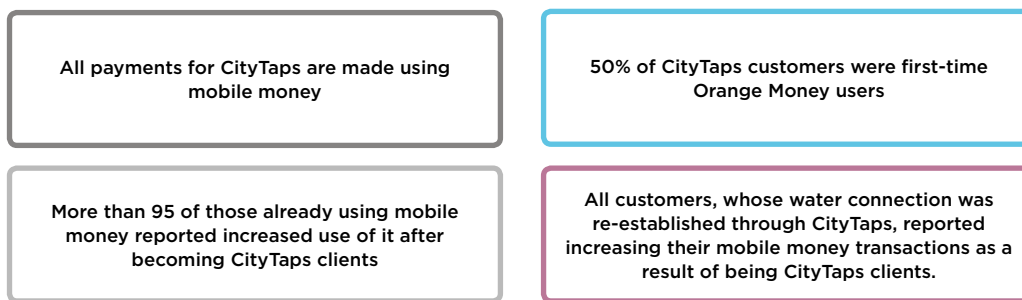 All payments for CityTaps are made using
mobile money
50% of CityTaps customers were first-time
Orange Money users
More than 95 of those already using mobile
money reported increased use of it after
becoming CityTaps clients
All customers, whose water connection was
re-established through CityTaps, reported
increasing their mobile money transactions as a
result of being CityTaps clients.